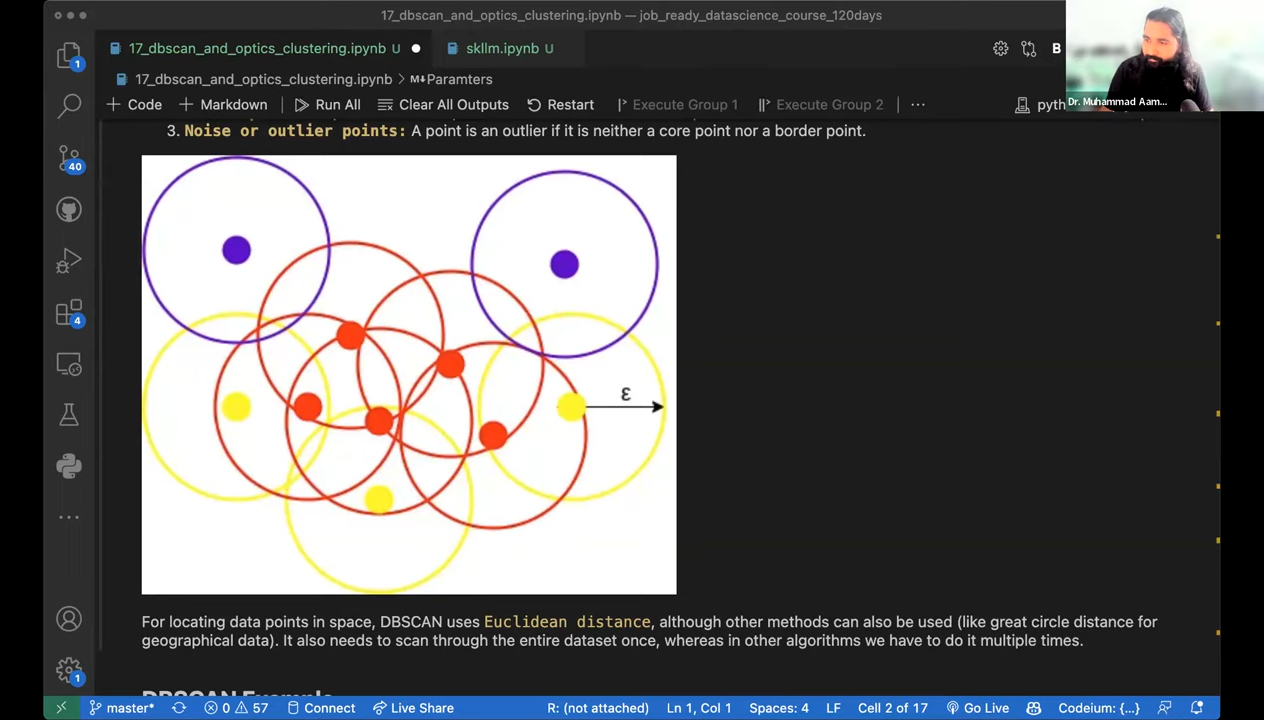 17_dbscan_and_optics_clustering.ipynb — job_ready_datascience_course_120days
17_dbscan_and_optics_clustering.ipynb U
skllm.ipynb U
B
Dr. Muhammad Aam...
17_dbscan_and_optics_clustering.ipynb > M↓Paramters
+ Code + Markdown Run All Clear All Outputs Restart Execute Group 1 Execute Group 2 ... pyth
3. Noise or outlier points: A point is an outlier if it is neither a core point nor a border point.
ε
For locating data points in space, DBSCAN uses Euclidean distance, although other methods can also be used (like great circle distance for
geographical data). It also needs to scan through the entire dataset once, whereas in other algorithms we have to do it multiple times.
DBSCAN Example
1
40
4
1
master* 0 57 Connect Live Share R: (not attached) Ln 1, Col 1 Spaces: 4 LF Cell 2 of 17 Go Live Codeium: {...}